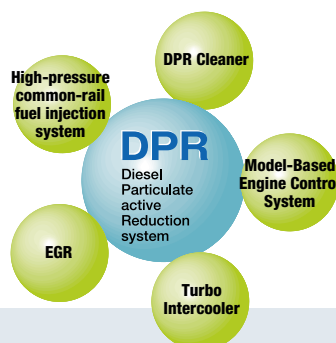 DPR Cleaner
High-pressure
common-rail
fuel injection
system
DPR
Diesel
Particulate
active
Reduction
system
Model-Based
Engine Control
System
EGR
Turbo
Intercooler